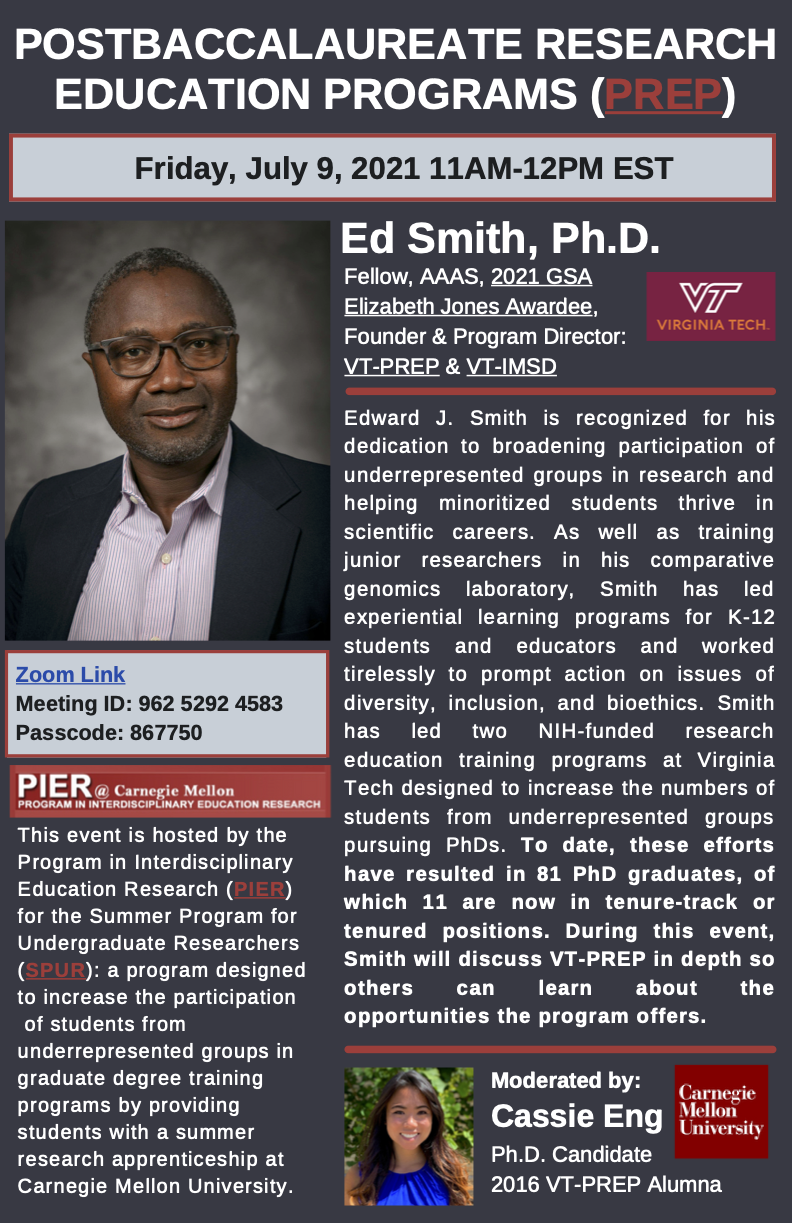 POSTBACCALAUREATE RESEARCH
EDUCATION PROGRAMS (PREP)
Friday, July 9, 2021 11AM-12PM EST
Ed Smith, Ph.D.
Fellow, AAAS, 2021 GSA
Elizabeth Jones Awardee,
Founder & Program Director:
VT-PREP & VT-IMSD
VT
VIRGINIA TECH.
Edward J. Smith is recognized for his
dedication to broadening participation of
underrepresented groups in research and
helping minoritized students thrive in
scientific careers. As well as training
junior researchers in his comparative
genomics laboratory, Smith has led
experiential learning programs for K-12
students and educators and worked
tirelessly to prompt action on issues of
diversity, inclusion, and bioethics. Smith
has led two NIH-funded research
education training programs at Virginia
Tech designed to increase the numbers of
students from underrepresented groups
pursuing PhDs. To date, these efforts
have resulted in 81 PhD graduates, of
which 11 are now in tenure-track or
tenured positions. During this event,
Smith will discuss VT-PREP in depth so
others can learn about the
opportunities the program offers.
Zoom Link
Meeting ID: 962 5292 4583
Passcode: 867750
PIER@ Carnegie Mellon
PROGRAM IN INTERDISCIPLINARY EDUCATION RESEARCH
This event is hosted by the
Program in Interdisciplinary
Education Research (PIER)
for the Summer Program for
Undergraduate Researchers
(SPUR): a program designed
to increase the participation
of students from
underrepresented groups in
graduate degree training
programs by providing
students with a summer
research apprenticeship at
Carnegie Mellon University.
Moderated by:
Cassie Eng
Ph.D. Candidate
2016 VT-PREP Alumna
Carnegie
Mellon
University